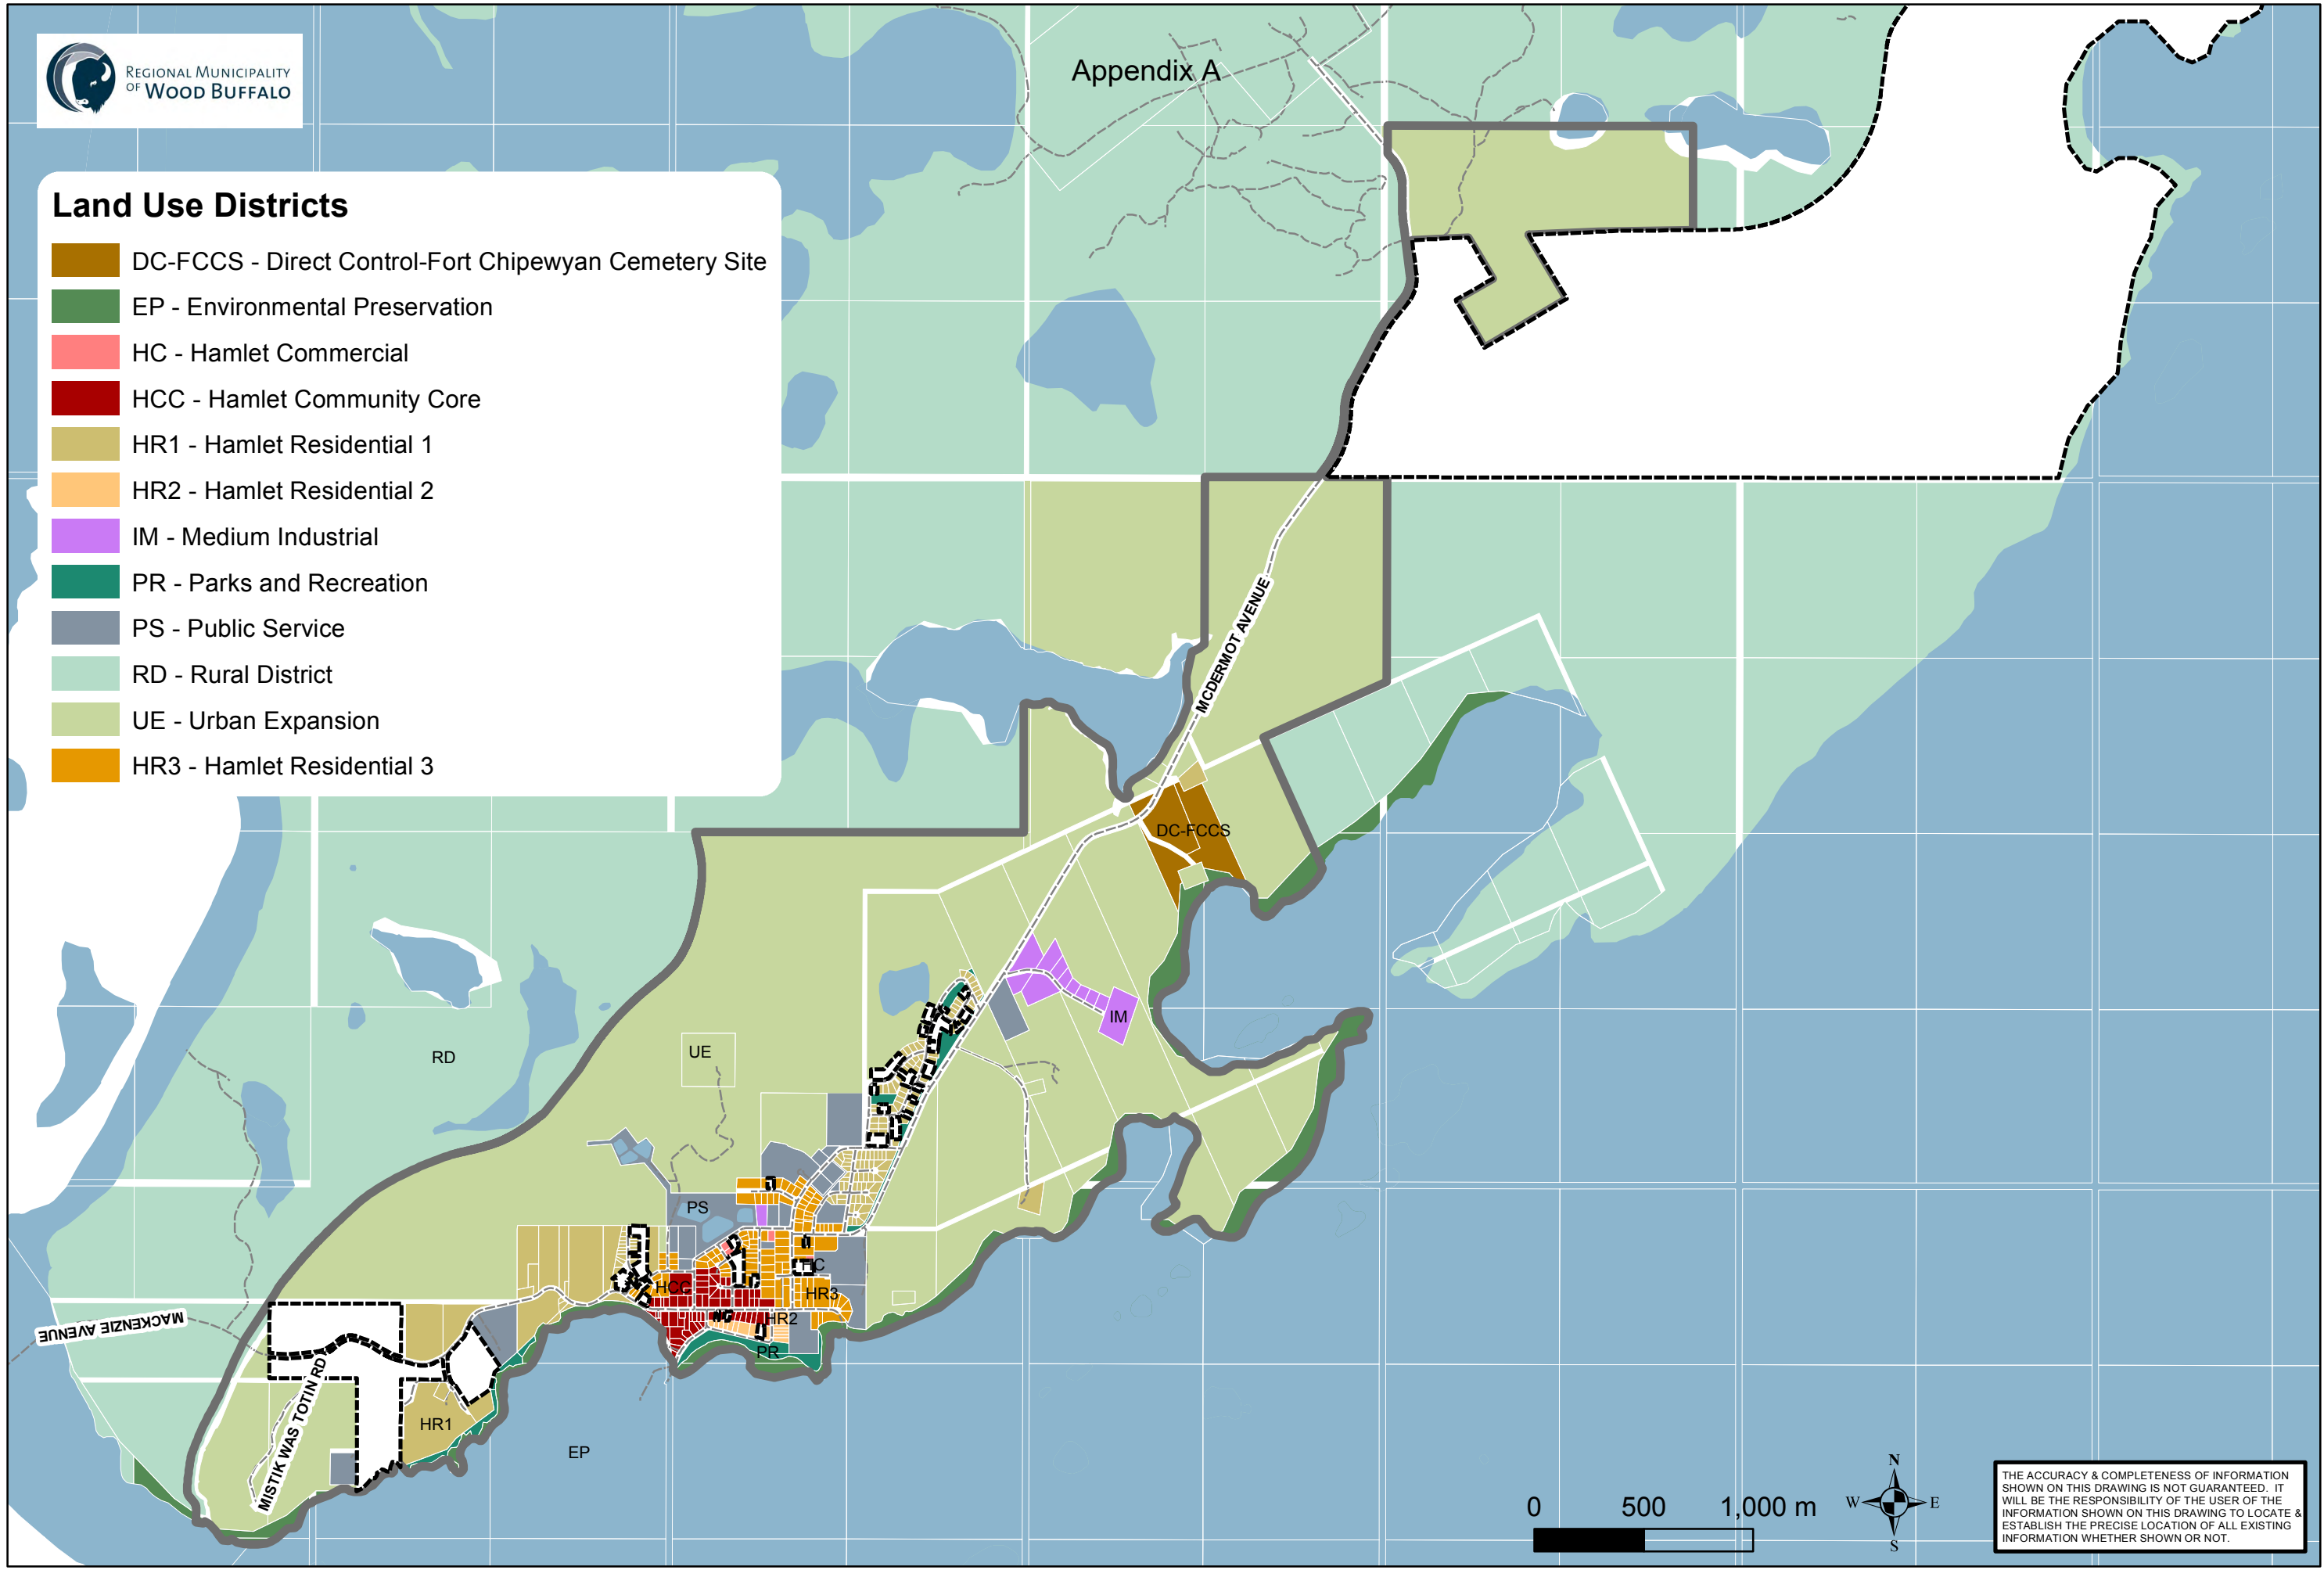 Appendix A
REGIONAL MUNICIPALITY
OF WOOD BUFFALO
Land Use Districts
DC-FCCS - Direct Control-Fort Chipewyan Cemetery Site
EP - Environmental Preservation
HC - Hamlet Commercial
HCC - Hamlet Community Core
HR1 - Hamlet Residential 1
HR2 - Hamlet Residential 2
IM - Medium Industrial
PR - Parks and Recreation
PS - Public Service
RD - Rural District
UE - Urban Expansion
HR3 - Hamlet Residential 3
MCDERMOT AVENUE
DC-FCCS
IM
RD
UE
PS
HC
HCC
HR3
HR2
PR
MACKENZIE AVENUE
MISTIK WAS TOTIN RD
HR1
EP
0 500 1,000 m
N
W E
S
THE ACCURACY & COMPLETENESS OF INFORMATION
SHOWN ON THIS DRAWING IS NOT GUARANTEED. IT
WILL BE THE RESPONSIBILITY OF THE USER OF THE
INFORMATION SHOWN ON THIS DRAWING TO LOCATE &
ESTABLISH THE PRECISE LOCATION OF ALL EXISTING
INFORMATION WHETHER SHOWN OR NOT.